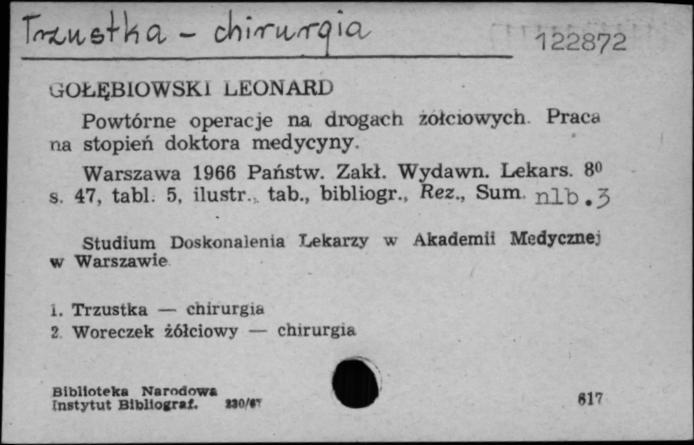 Trzustka - chirurgia
122872
GOŁĘBIOWSKI LEONARD
Powtórne operacje na drogach żółciowych. Praca
na stopień doktora medycyny.
Warszawa 1966 Państw. Zakł. Wydawn. Lekars. 8⁰
s. 47, tabl. 5, ilustr., tab., bibliogr., Rez., Sum. nlb.3
Studium Doskonalenia Lekarzy w Akademii Medycznej
w Warszawie
1. Trzustka — chirurgia
2. Woreczek żółciowy — chirurgia
Biblioteka Narodowa
Instytut Bibliograf. 230/67
617